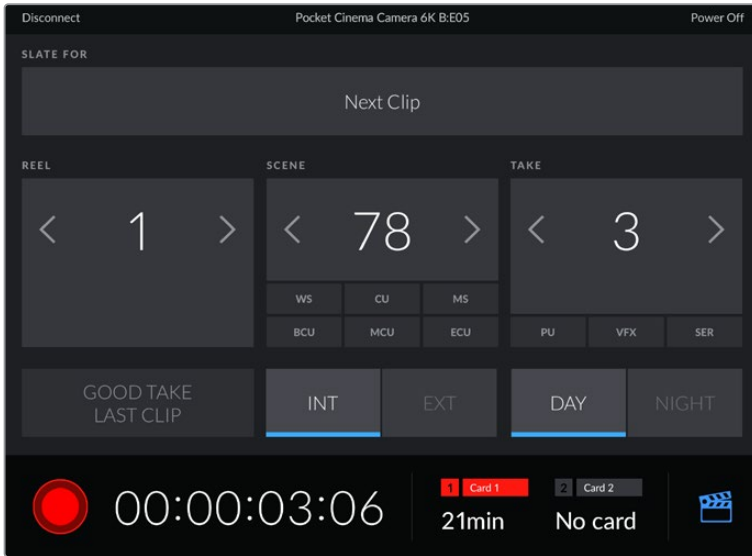 Disconnect Pocket Cinema Camera 6K B:E05 Power Off
SLATE FOR
Next Clip
REEL SCENE TAKE
< 1 > < 78 > < 3 >
WS CU MS
BCU MCU ECU PU VFX SER
GOOD TAKE
LAST CLIP
INT EXT DAY NIGHT
1 Card 1 2 Card 2
00:00:03:06 21min No card